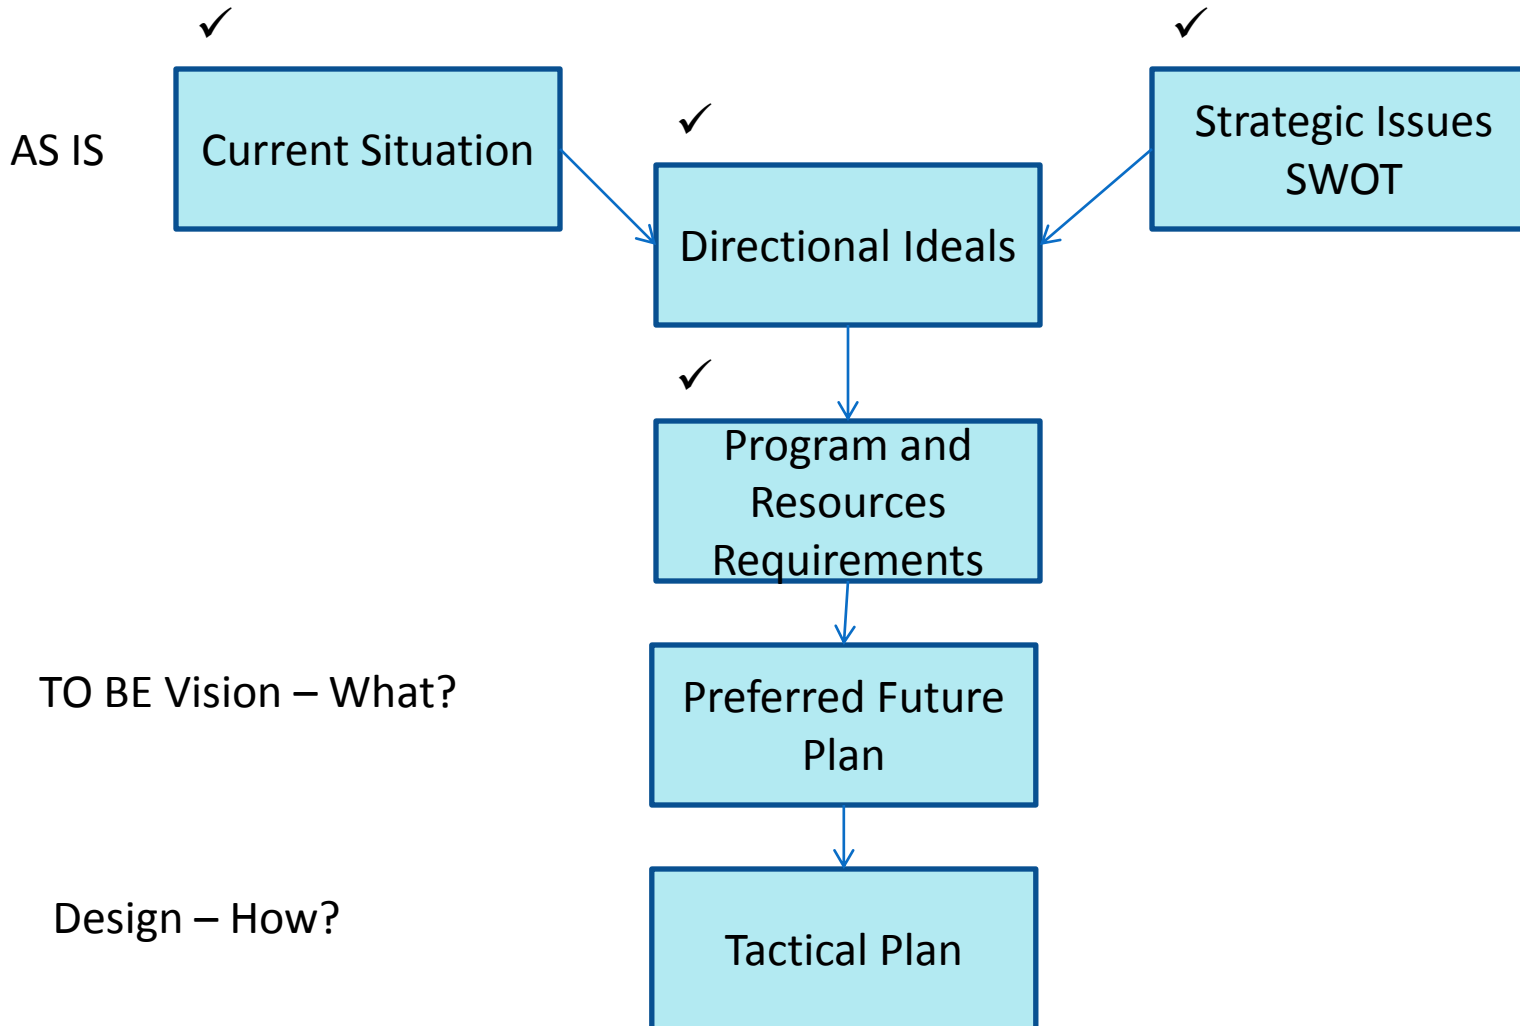 ✓
✓
AS IS
Current Situation
Strategic Issues
SWOT
✓
Directional Ideals
✓
Program and
Resources
Requirements
TO BE Vision – What?
Preferred Future
Plan
Design – How?
Tactical Plan